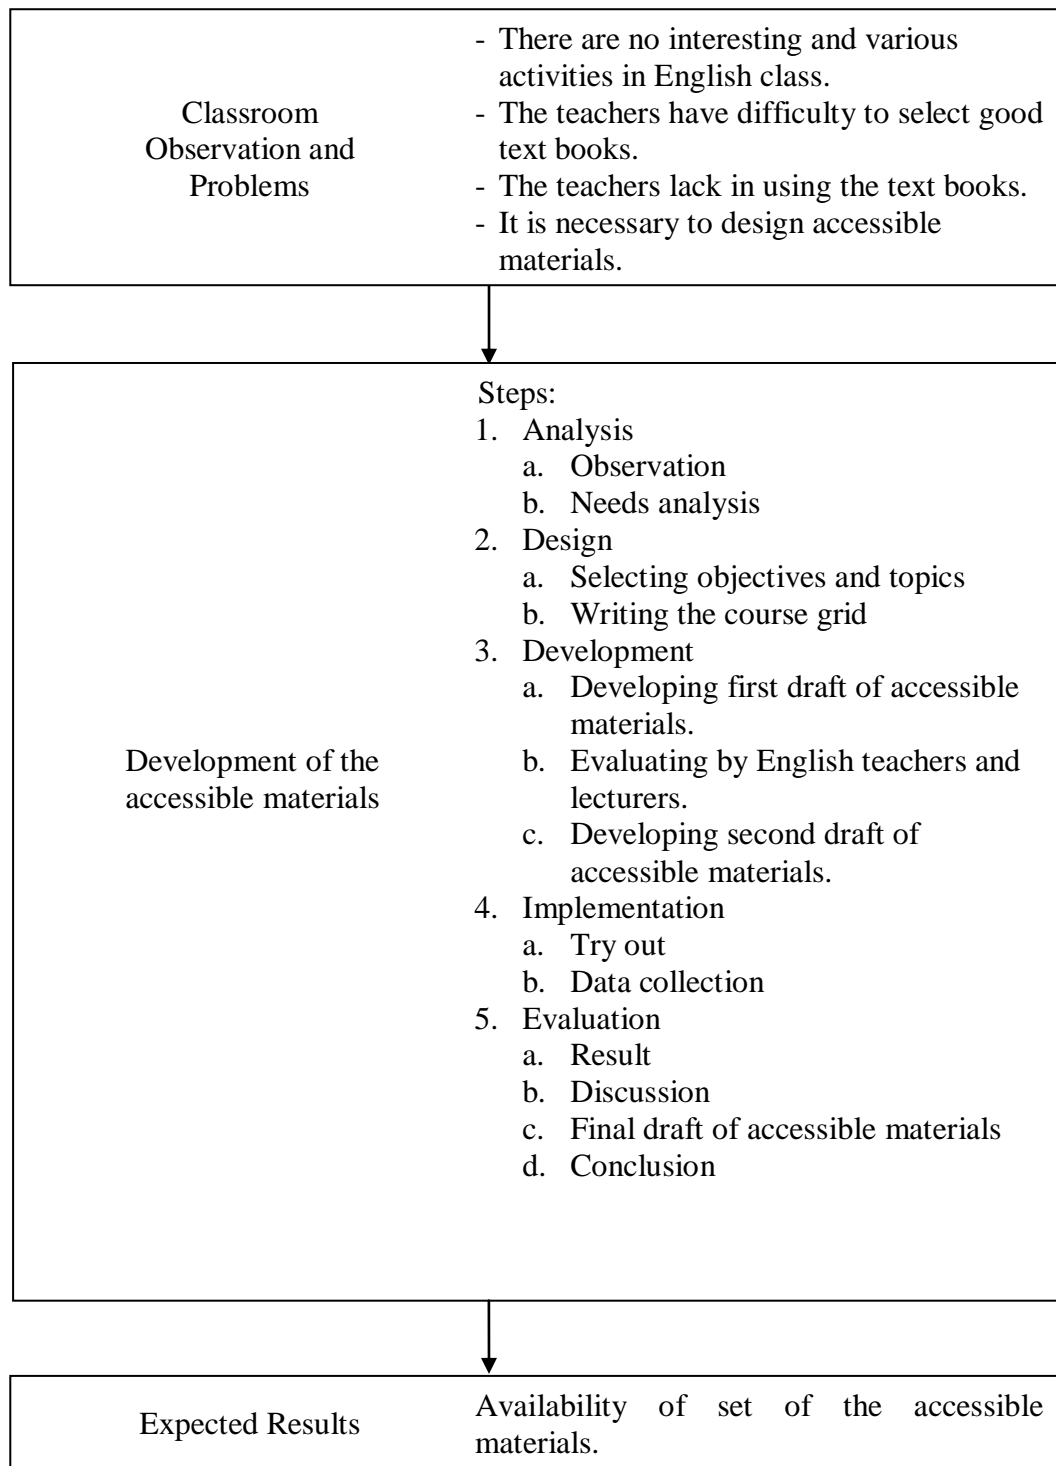 Classroom
Observation and
Problems
- There are no interesting and various
activities in English class.
- The teachers have difficulty to select good
text books.
- The teachers lack in using the text books.
- It is necessary to design accessible
materials.
Development of the
accessible materials
Steps:
1. Analysis
a. Observation
b. Needs analysis
2. Design
a. Selecting objectives and topics
b. Writing the course grid
3. Development
a. Developing first draft of accessible
materials.
b. Evaluating by English teachers and
lecturers.
c. Developing second draft of
accessible materials.
4. Implementation
a. Try out
b. Data collection
5. Evaluation
a. Result
b. Discussion
c. Final draft of accessible materials
d. Conclusion
Expected Results
Availability of set of the accessible
materials.